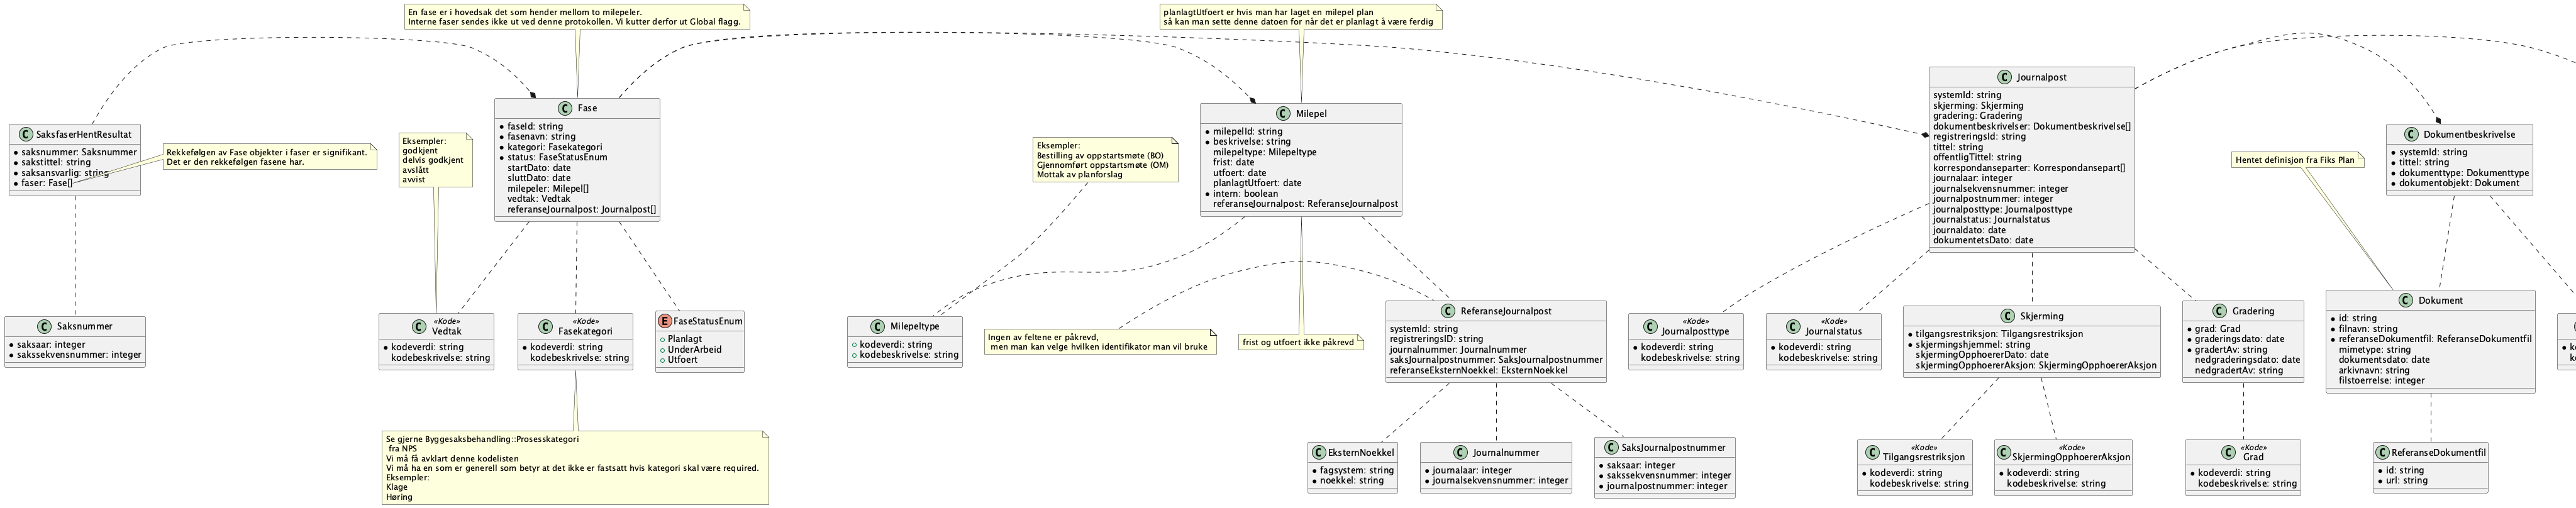 En fase er i hovedsak det som hender mellom to milepeler.
Interne faser sendes ikke ut ved denne protokollen. Vi kutter derfor ut Global flagg.
planlagtUtfoert er hvis man har laget en milepel plan
så kan man sette denne datoen for når det er planlagt å være ferdig
C SaksfaserHentResultat
saksnummer: Saksnummer
sakstittel: string
saksansvarlig: string
faser: Fase[]
Rekkefølgen av Fase objekter i faser er signifikant.
Det er den rekkefølgen fasene har.
Eksempler:
godkjent
delvis godkjent
avslått
avvist
C Fase
faseId: string
fasenavn: string
kategori: Fasekategori
status: FaseStatusEnum
startDato: date
sluttDato: date
milepeler: Milepel[]
vedtak: Vedtak
referanseJournalpost: Journalpost[]
Eksempler:
Bestilling av oppstartsmøte (BO)
Gjennomført oppstartsmøte (OM)
Mottak av planforslag
C Milepel
milepelId: string
beskrivelse: string
milepeltype: Milepeltype
frist: date
utfoert: date
planlagtUtfoert: date
intern: boolean
referanseJournalpost: ReferanseJournalpost
C Journalpost
systemId: string
skjerming: Skjerming
gradering: Gradering
dokumentbeskrivelser: Dokumentbeskrivelse[]
registreringsId: string
tittel: string
offentligTittel: string
korrespondanseparter: Korrespondansepart[]
journalaar: integer
journalsekvensnummer: integer
journalpostnummer: integer
journalposttype: Journalposttype
journalstatus: Journalstatus
journaldato: date
dokumentetsDato: date
Hentet definisjon fra Fiks Plan
C Dokumentbeskrivelse
systemId: string
tittel: string
dokumenttype: Dokumenttype
dokumentobjekt: Dokument
C Saksnummer
saksaar: integer
sakssekvensnummer: integer
C «Kode»
Vedtak
kodeverdi: string
kodebeskrivelse: string
C «Kode»
Fasekategori
kodeverdi: string
kodebeskrivelse: string
E FaseStatusEnum
Planlagt
UnderArbeid
Utfoert
C Milepeltype
kodeverdi: string
kodebeskrivelse: string
Ingen av feltene er påkrevd,
men man kan velge hvilken identifikator man vil bruke
frist og utfoert ikke påkrevd
C ReferanseJournalpost
systemId: string
registreringsID: string
journalnummer: Journalnummer
saksJournalpostnummer: SaksJournalpostnummer
referanseEksternNoekkel: EksternNoekkel
C «Kode»
Journalposttype
kodeverdi: string
kodebeskrivelse: string
C «Kode»
Journalstatus
kodeverdi: string
kodebeskrivelse: string
C Skjerming
tilgangsrestriksjon: Tilgangsrestriksjon
skjermingshjemmel: string
skjermingOpphoererDato: date
skjermingOpphoererAksjon: SkjermingOpphoererAksjon
C Gradering
grad: Grad
graderingsdato: date
gradertAv: string
nedgraderingsdato: date
nedgradertAv: string
C Dokument
id: string
filnavn: string
referanseDokumentfil: ReferanseDokumentfil
mimetype: string
dokumentsdato: date
arkivnavn: string
filstoerrelse: integer
Se gjerne Byggesaksbehandling::Prosesskategori
fra NPS
Vi må få avklart denne kodelisten
Vi må ha en som er generell som betyr at det ikke er fastsatt hvis kategori skal være required.
Eksempler:
Klage
Høring
C EksternNoekkel
fagsystem: string
noekkel: string
C Journalnummer
journalaar: integer
journalsekvensnummer: integer
C SaksJournalpostnummer
saksaar: integer
sakssekvensnummer: integer
journalpostnummer: integer
C «Kode»
Tilgangsrestriksjon
kodeverdi: string
kodebeskrivelse: string
C «Kode»
SkjermingOpphoererAksjon
kodeverdi: string
kodebeskrivelse: string
C «Kode»
Grad
kodeverdi: string
kodebeskrivelse: string
C ReferanseDokumentfil
id: string
url: string